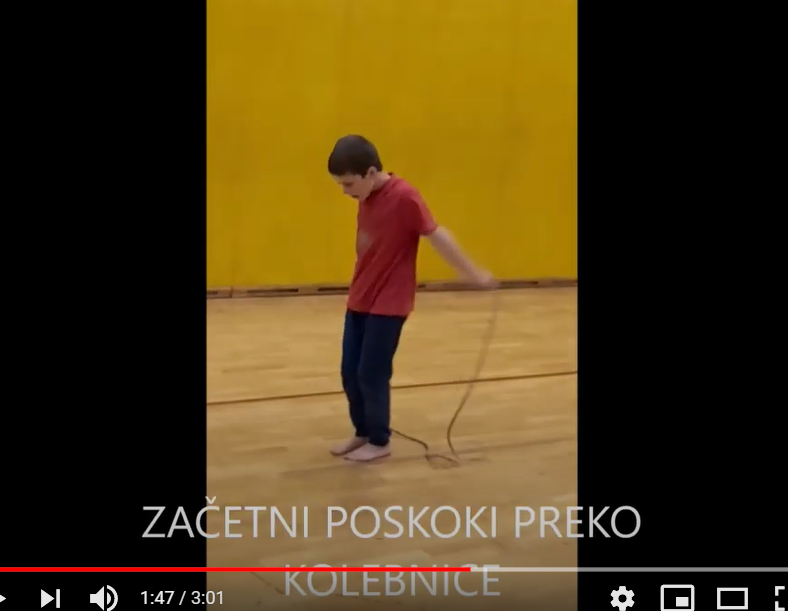 ZAČETNI POSKOKI PREKO
KOLEBNICE
1:47 / 3:01